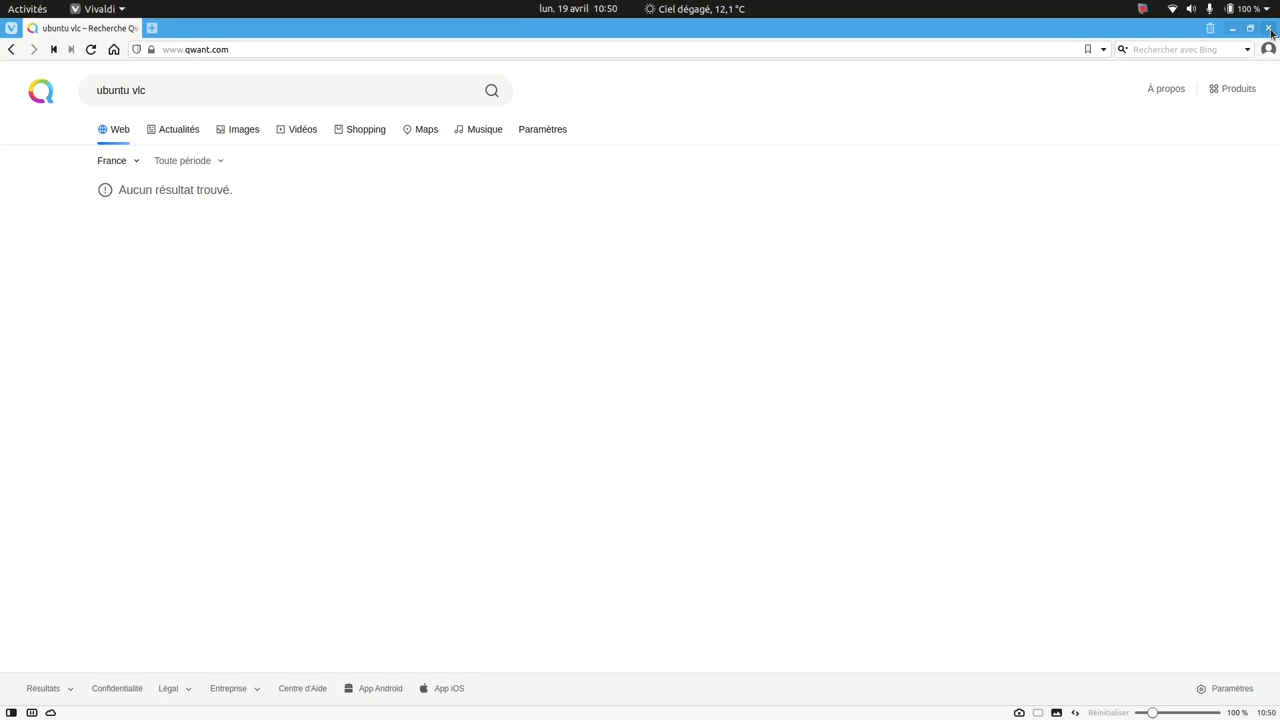 Activités Vivaldi lun. 19 avril 10:50 Ciel dégagé, 12,1 °C 100 %
ubuntu vlc – Recherche Qw
www.qwant.com Rechercher avec Bing
ubuntu vlc À propos Produits
Web Actualités Images Vidéos Shopping Maps Musique Paramètres
France Toute période
Aucun résultat trouvé.
Résultats Confidentialité Légal Entreprise Centre d'Aide App Android App iOS Paramètres
Réinitialiser 100 % 10:50